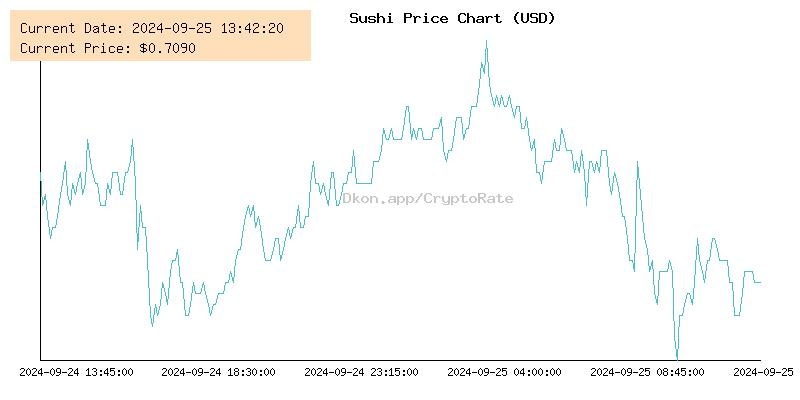 Sushi Price Chart (USD)
Current Date: 2024-09-25 13:42:20
Current Price: $0.7090
Dkon.app/CryptoRate
2024-09-24 13:45:00 2024-09-24 18:30:00 2024-09-24 23:15:00 2024-09-25 04:00:00 2024-09-25 08:45:00 2024-09-25